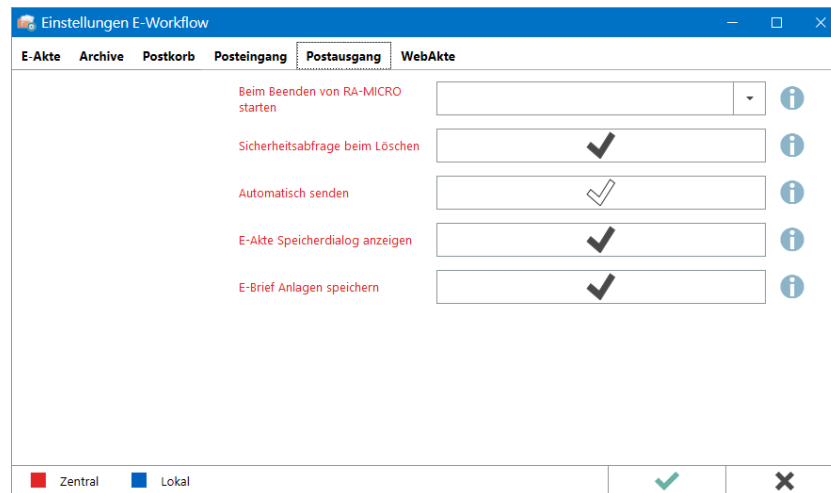 Einstellungen E-Workflow
E-Akte Archive Postkorb Posteingang Postausgang WebAkte
Beim Beenden von RA-MICRO
starten
Sicherheitsabfrage beim Löschen
Automatisch senden
E-Akte Speicherdialog anzeigen
E-Brief Anlagen speichern
Zentral Lokal